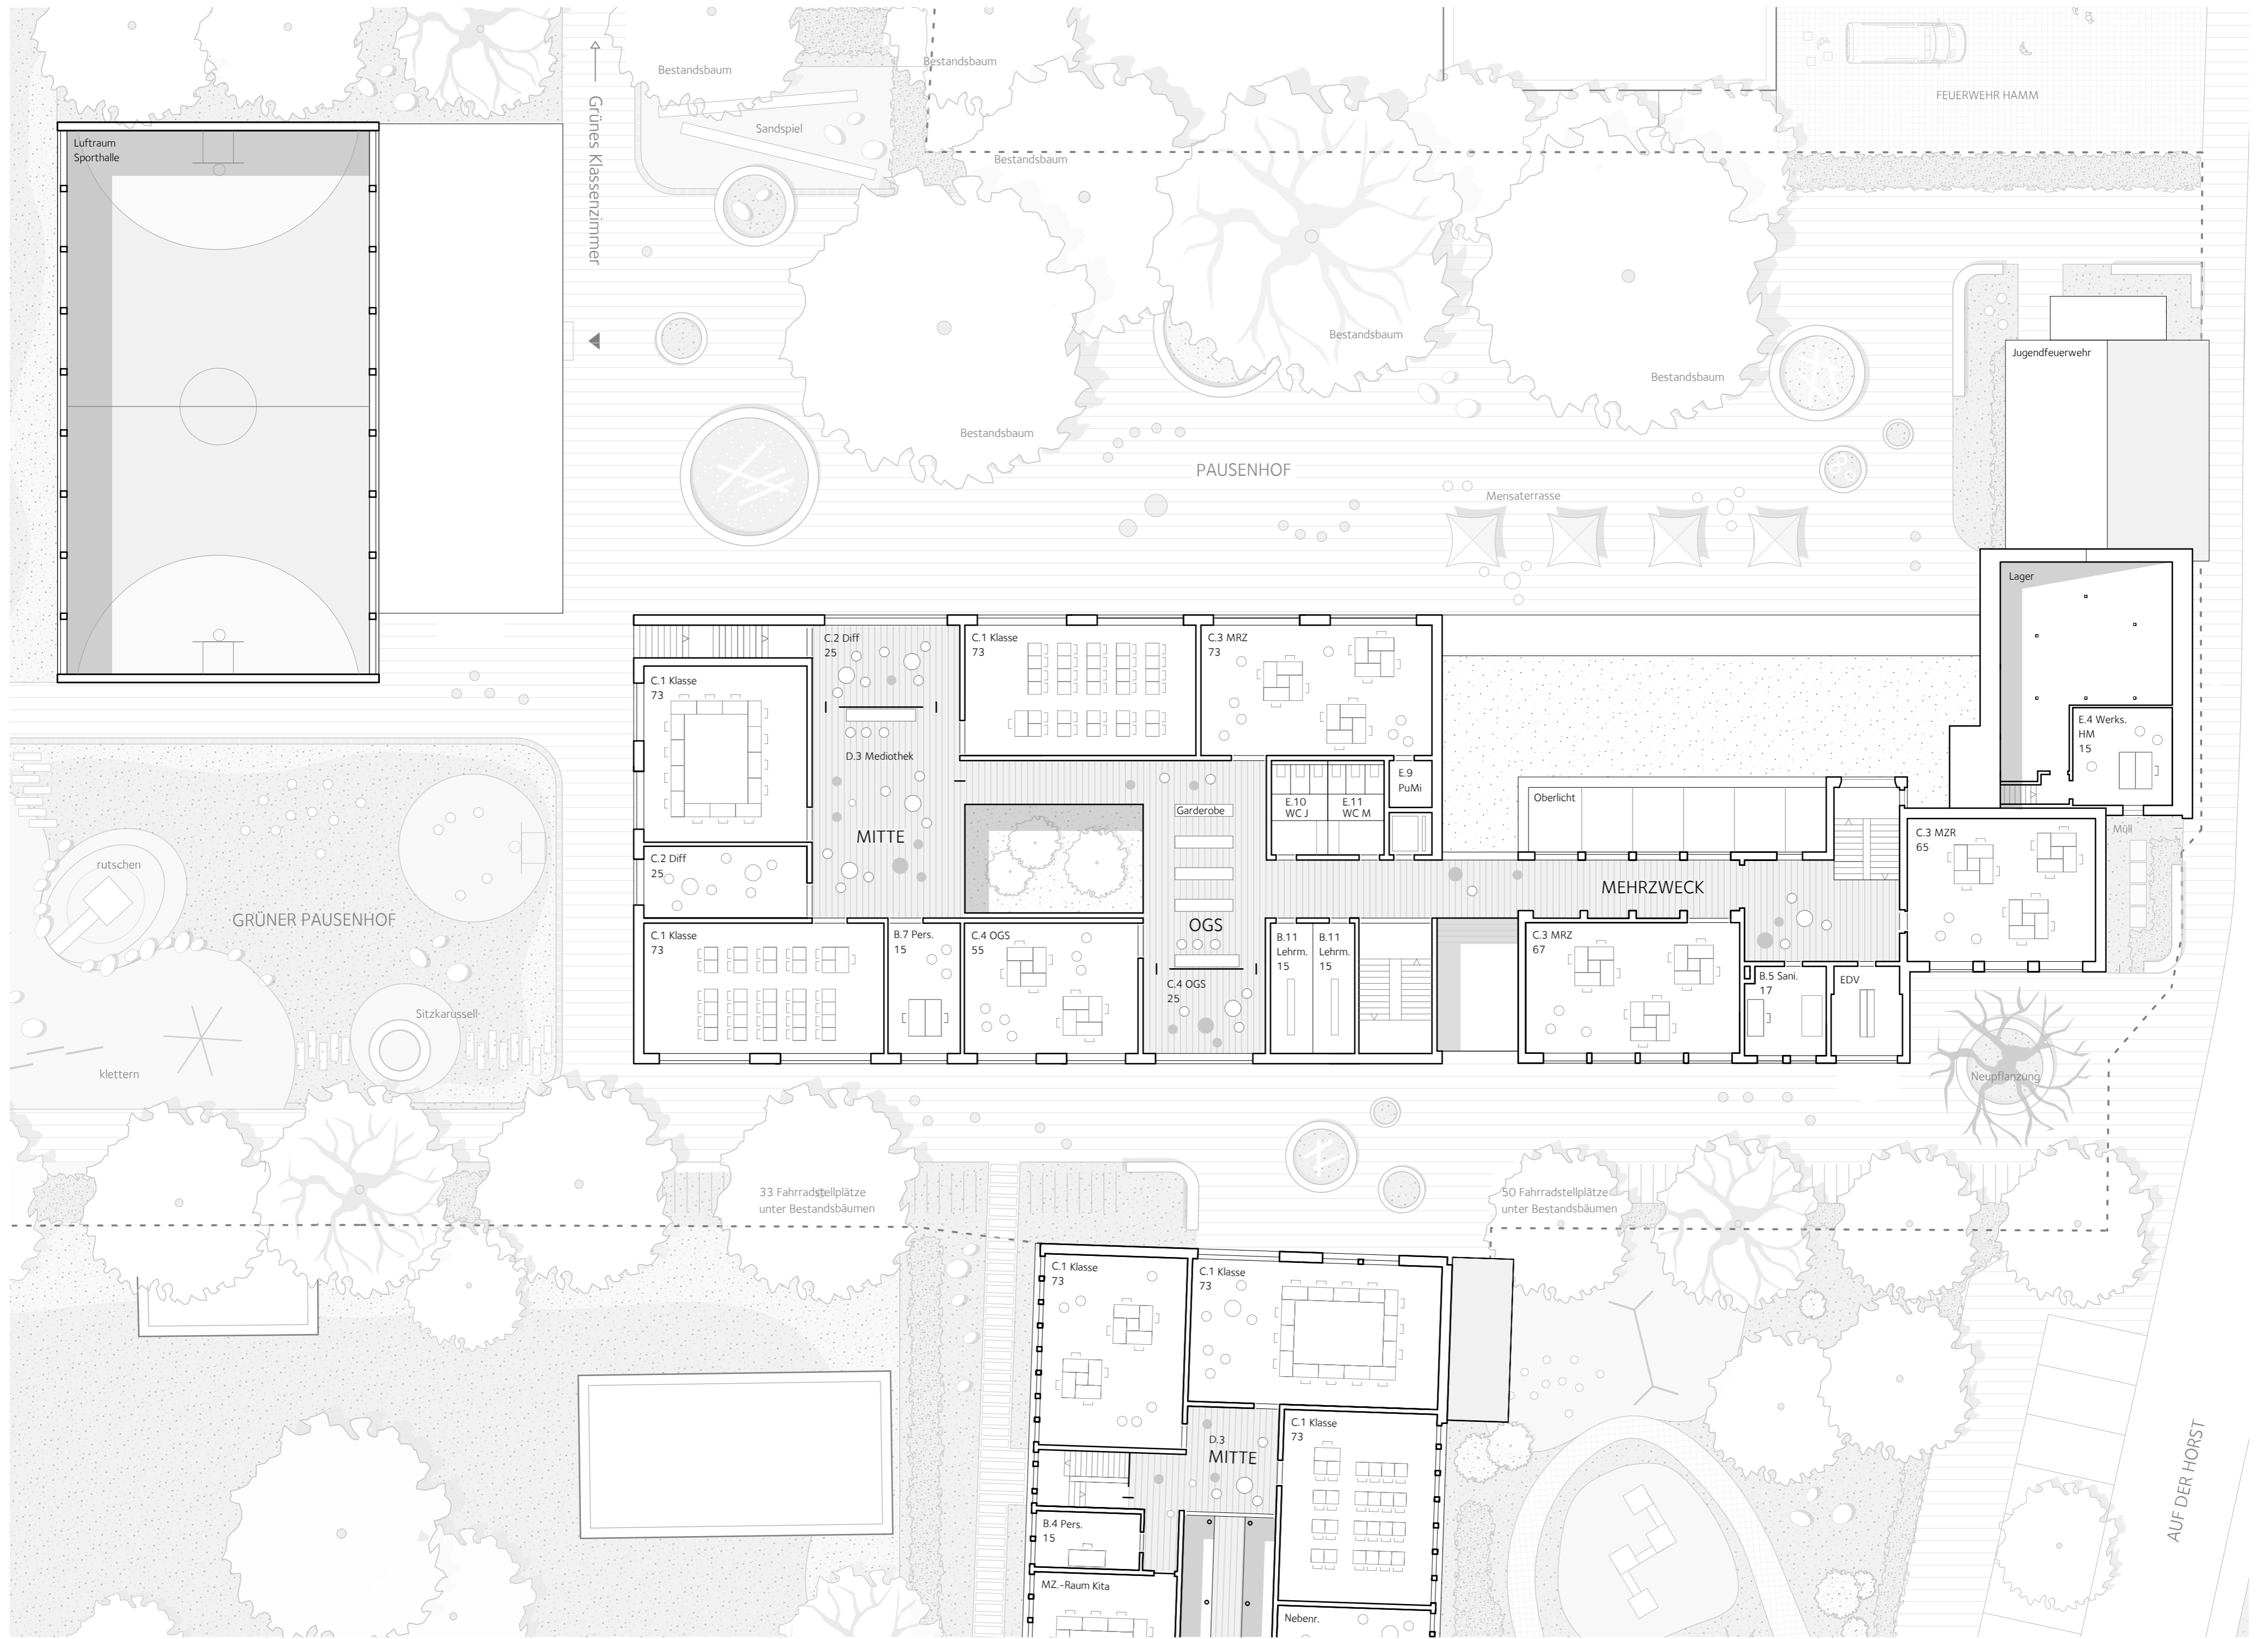 Bestandsbaum
Bestandsbaum
FEUERWEHR HAMM
Grünes Klassenzimmer
Sandspiel
Luftraum
Sporthalle
Bestandsbaum
Bestandsbaum
Jugendfeuerwehr
Bestandsbaum
Bestandsbaum
PAUSENHOF
Mensaterrasse
Lager
C.2 Diff
25
C.1 Klasse
73
C.3 MRZ
73
C.1 Klasse
73
E.4 Werks.
HM
15
D.3 Mediothek
E.9
PuMi
Oberlicht
E.10
WC J
E.11
WC M
Garderobe
MITTE
C.3 MZR
65
Müll
rutschen
C.2 Diff
25
MEHRZWECK
GRÜNER PAUSENHOF
OGS
C.1 Klasse
73
B.7 Pers.
15
C.4 OGS
55
B.11
Lehrm.
15
B.11
Lehrm.
15
C.3 MRZ
67
B.5 Sani.
17
EDV
C.4 OGS
25
Sitzkarussell
klettern
Neupflanzung
33 Fahrradstellplätze
unter Bestandsbäumen
50 Fahrradstellplätze
unter Bestandsbäumen
C.1 Klasse
73
C.1 Klasse
73
C.1 Klasse
73
D.3
MITTE
AUF DER HORST
B.4 Pers.
15
MZ.-Raum Kita
Nebenr.